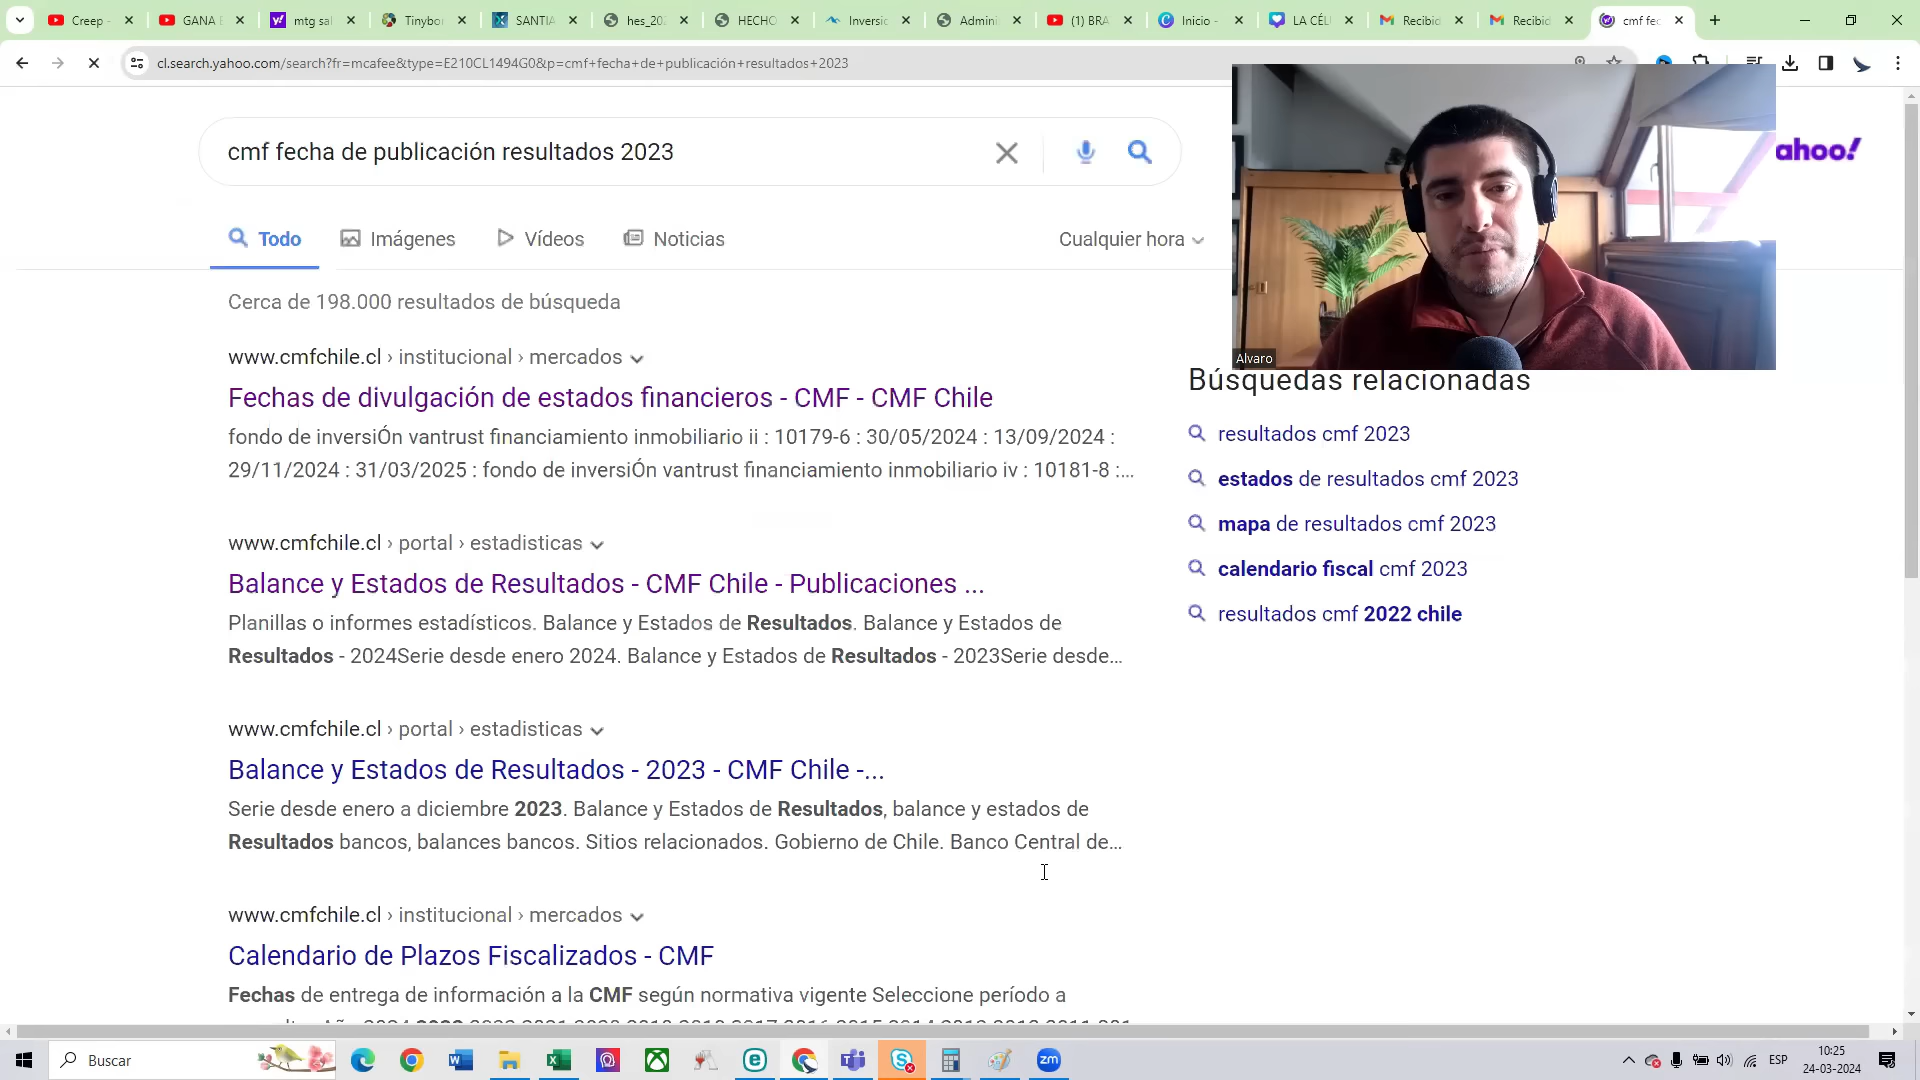 Creep -
GANA E
mtg sal
Tinybor
SANTIA
hes_202
HECHO
Inversio
Admini
(1) BRA
Inicio -
LA CÉL
Recibid
Recibid
cmf fec
cl.search.yahoo.com/search?fr=mcafee&type=E210CL1494G0&p=cmf+fecha+de+publicación+resultados+2023
cmf fecha de publicación resultados 2023
ahoo!
Todo
Imágenes
Vídeos
Noticias
Cualquier hora
Cerca de 198.000 resultados de búsqueda
www.cmfchile.cl › institucional › mercados
Fechas de divulgación de estados financieros - CMF - CMF Chile
fondo de inversiÓn vantrust financiamiento inmobiliario ii : 10179-6 : 30/05/2024 : 13/09/2024 :
29/11/2024 : 31/03/2025 : fondo de inversiÓn vantrust financiamiento inmobiliario iv : 10181-8 :...
www.cmfchile.cl › portal › estadisticas
Balance y Estados de Resultados - CMF Chile - Publicaciones ...
Planillas o informes estadísticos. Balance y Estados de Resultados. Balance y Estados de
Resultados - 2024Serie desde enero 2024. Balance y Estados de Resultados - 2023Serie desde...
www.cmfchile.cl › portal › estadisticas
Balance y Estados de Resultados - 2023 - CMF Chile -...
Serie desde enero a diciembre 2023. Balance y Estados de Resultados, balance y estados de
Resultados bancos, balances bancos. Sitios relacionados. Gobierno de Chile. Banco Central de...
www.cmfchile.cl › institucional › mercados
Calendario de Plazos Fiscalizados - CMF
Fechas de entrega de información a la CMF según normativa vigente Seleccione período a
Alvaro
Búsquedas relacionadas
resultados cmf 2023
estados de resultados cmf 2023
mapa de resultados cmf 2023
calendario fiscal cmf 2023
resultados cmf 2022 chile
Buscar
zm
ESP
10:25
24-03-2024